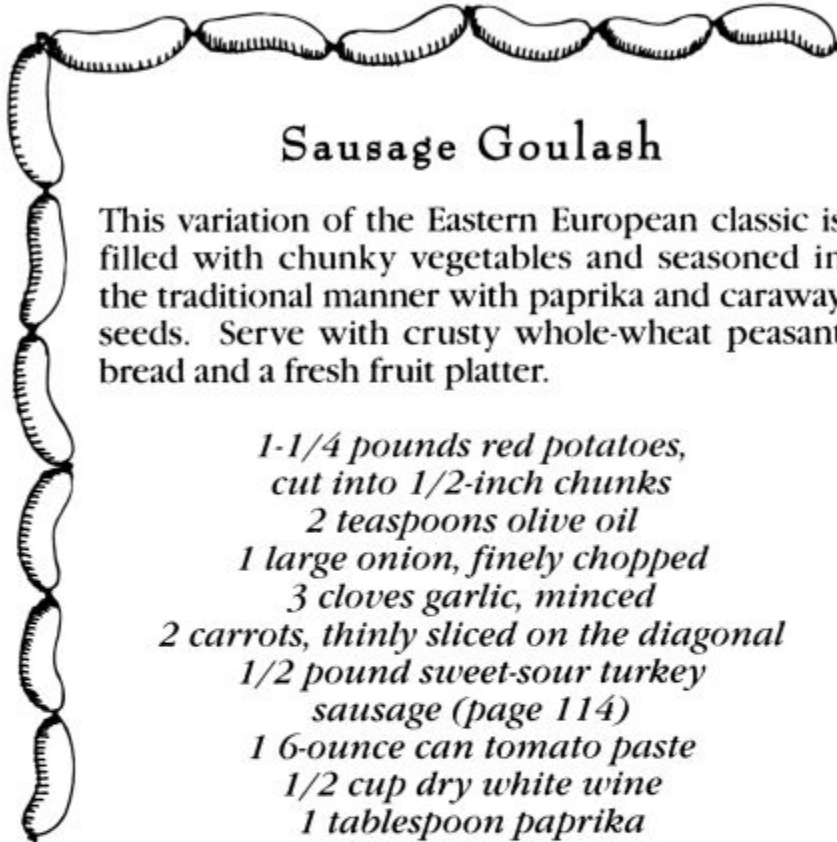 Sausage Goulash
This variation of the Eastern European classic is
filled with chunky vegetables and seasoned in
the traditional manner with paprika and caraway
seeds. Serve with crusty whole-wheat peasant
bread and a fresh fruit platter.
1-1/4 pounds red potatoes,
cut into 1/2-inch chunks
2 teaspoons olive oil
1 large onion, finely chopped
3 cloves garlic, minced
2 carrots, thinly sliced on the diagonal
1/2 pound sweet-sour turkey
sausage (page 114)
1 6-ounce can tomato paste
1/2 cup dry white wine
1 tablespoon paprika